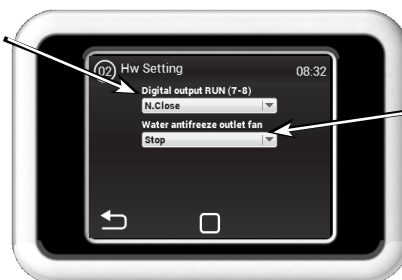 02 Hw Setting 08:32
Digital output RUN (7-8)
N.Close
Water antifreeze outlet fan
Stop